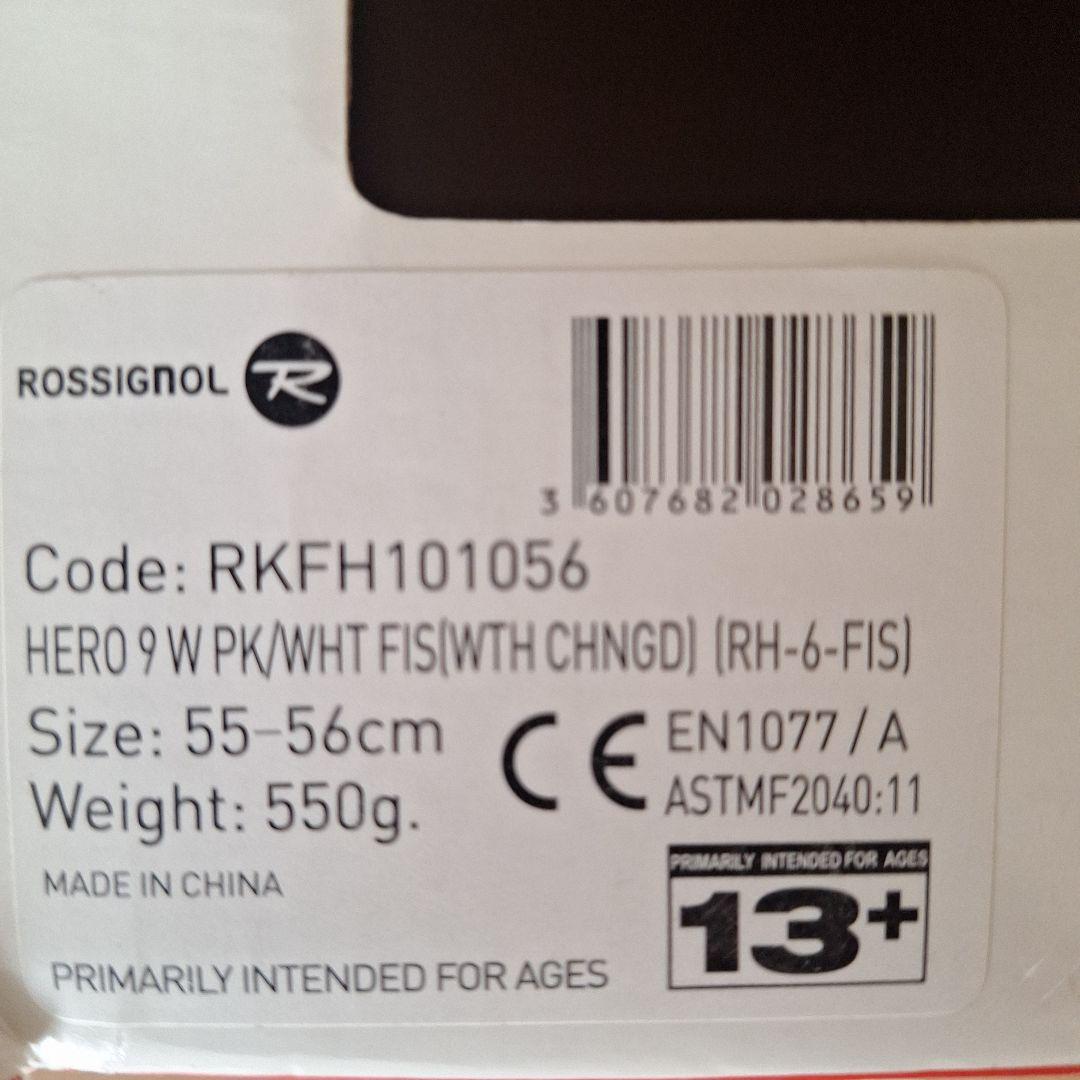 ROSSIGNOL R
3 607682 028659
Code: RKFH101056
HERO 9 W PK/WHT FIS(WTH CHNGD) (RH-6-FIS)
Size: 55-56cm
Weight: 550g.
CE EN1077 / A
ASTMF2040:11
MADE IN CHINA
PRIMARILY INTENDED FOR AGES
PRIMARILY INTENDED FOR AGES
13+